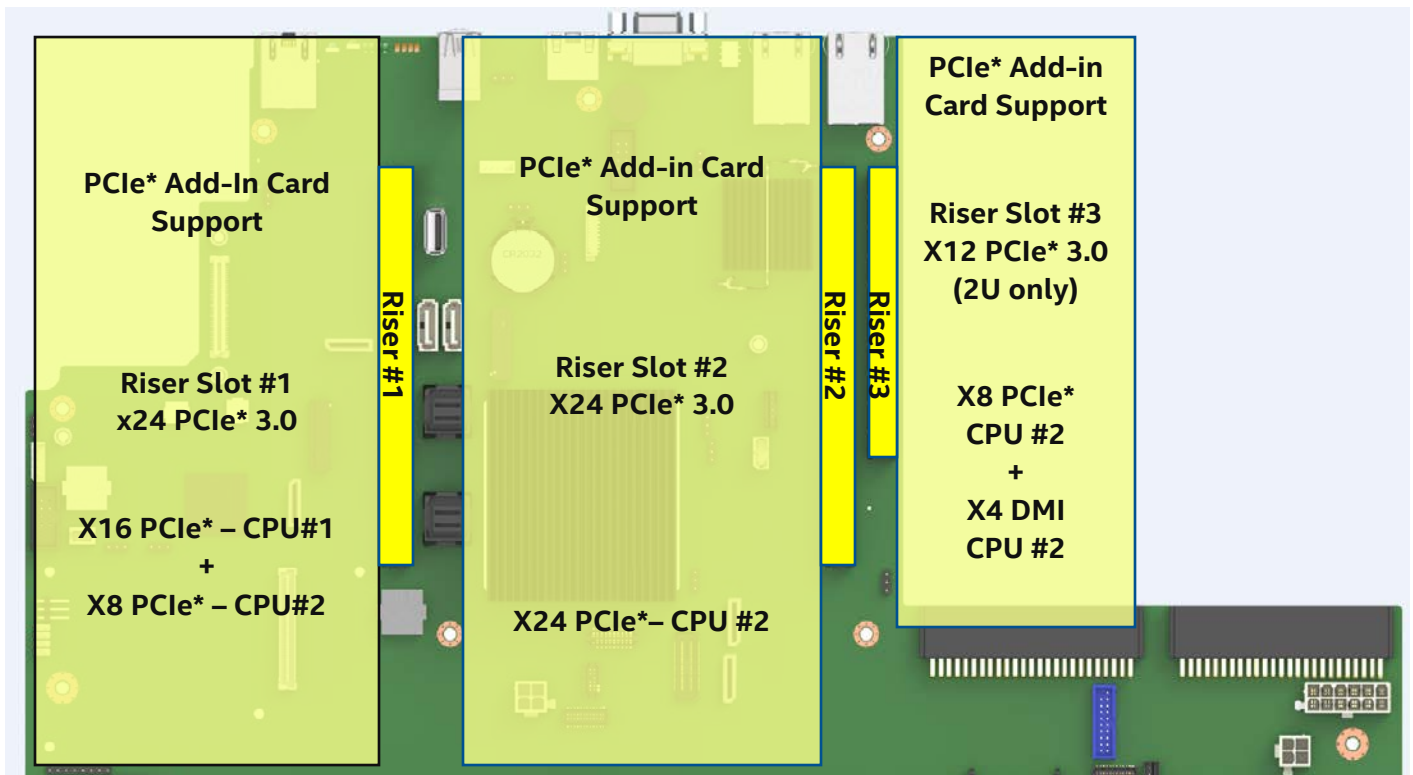 PCIe* Add-In Card
Support
Riser Slot #1
x24 PCIe* 3.0
X16 PCIe* – CPU#1
+
X8 PCIe* – CPU#2
Riser #1
PCIe* Add-in Card
Support
CR2032
Riser Slot #2
X24 PCIe* 3.0
X24 PCIe*– CPU #2
Riser #2
Riser #3
PCIe* Add-in
Card Support
Riser Slot #3
X12 PCIe* 3.0
(2U only)
X8 PCIe*
CPU #2
+
X4 DMI
CPU #2